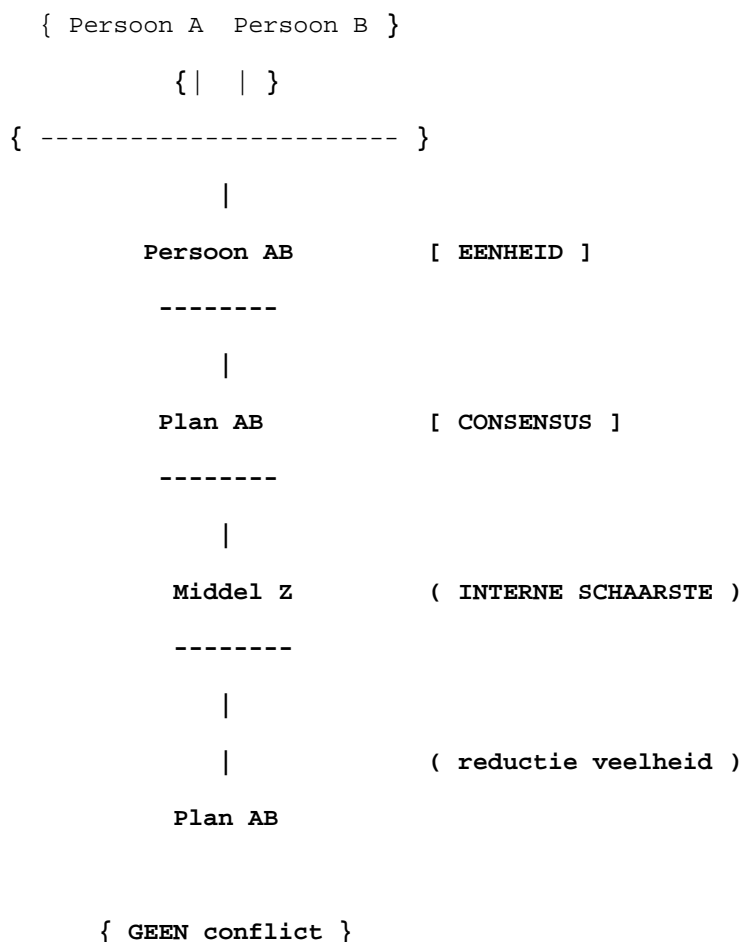 { Persoon A Persoon B }
{| | }
{ ------------------------ }
|
Persoon AB [ EENHEID ]
--------
|
Plan AB [ CONSENSUS ]
--------
|
Middel Z ( INTERNE SCHAARSTE )
--------
|
| ( reductie veelheid )
Plan AB
{ GEEN conflict }